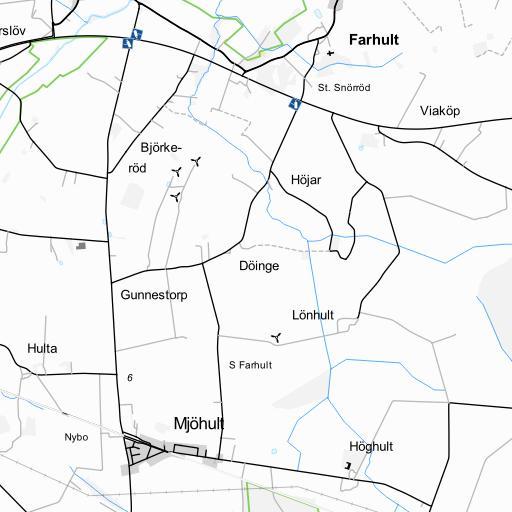 rslöv
Farhult
St. Snörröd
Viaköp
Björke-
röd
Höjar
Döinge
Gunnestorp
Lönhult
Hulta
S Farhult
6
Mjöhult
Nybo
Höghult